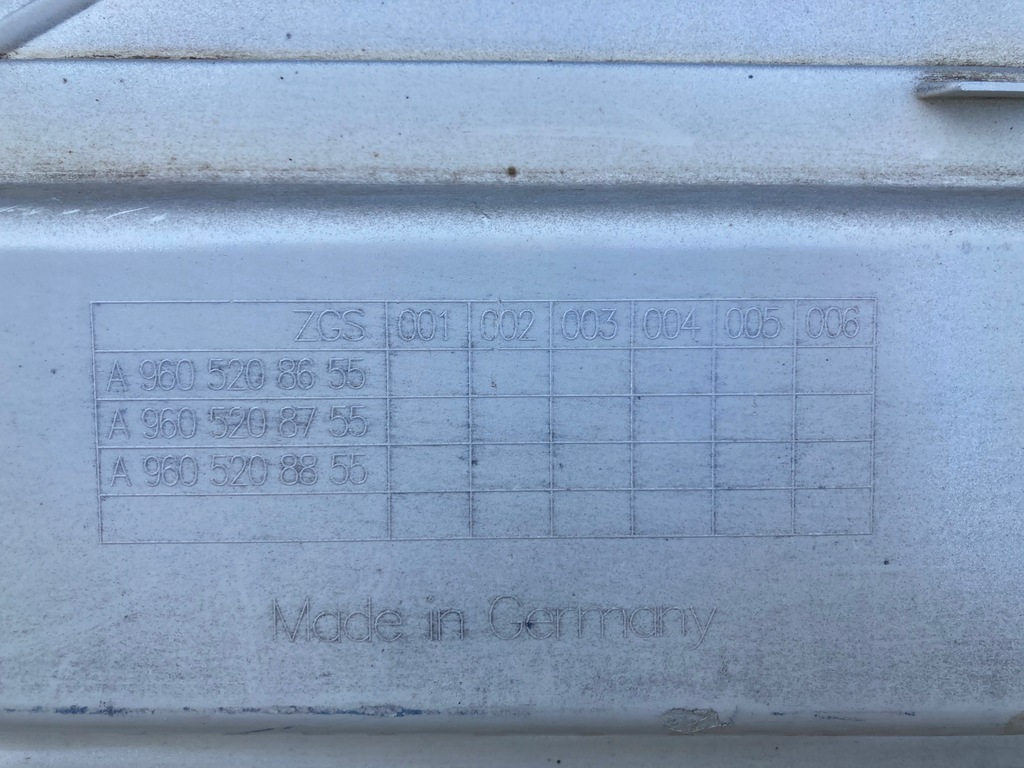 ZGS 001 002 003 004 005 006
A 960 520 86 55
A 960 520 87 55
A 960 520 88 55
Made in Germany